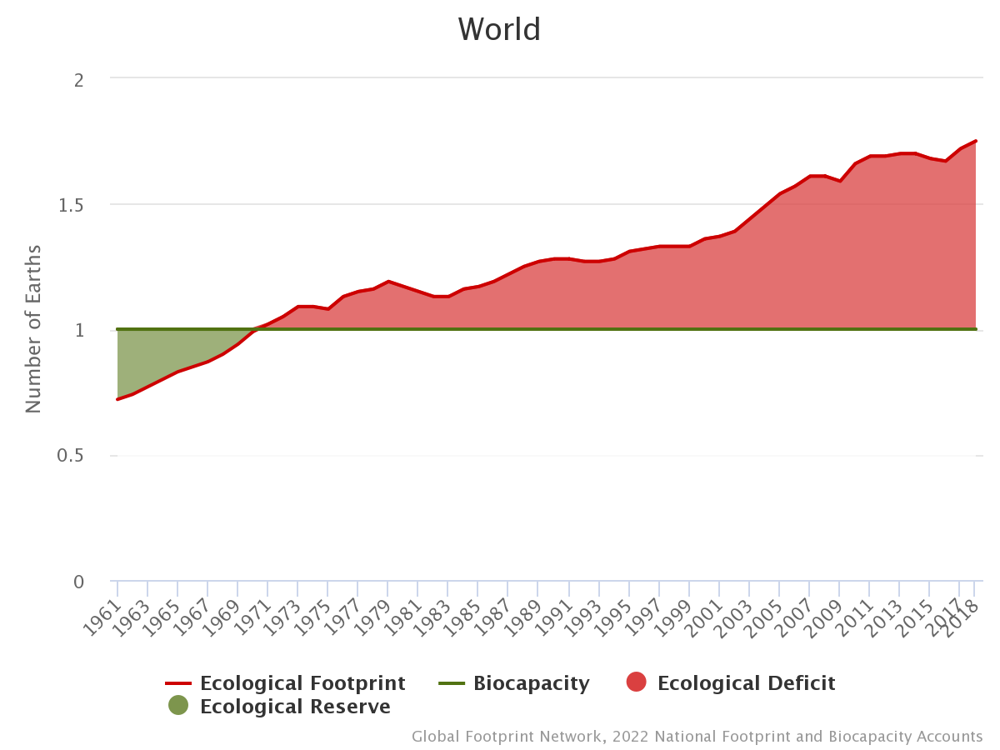 World
2
1.5
1
0.5
0
Number of Earths
1961 1963 1965 1967 1969 1971 1973 1975 1977 1979 1981 1983 1985 1987 1989 1991 1993 1995 1997 1999 2001 2003 2005 2007 2009 2011 2013 2015 2017 2018
Ecological Footprint Biocapacity Ecological Deficit
Ecological Reserve
Global Footprint Network, 2022 National Footprint and Biocapacity Accounts